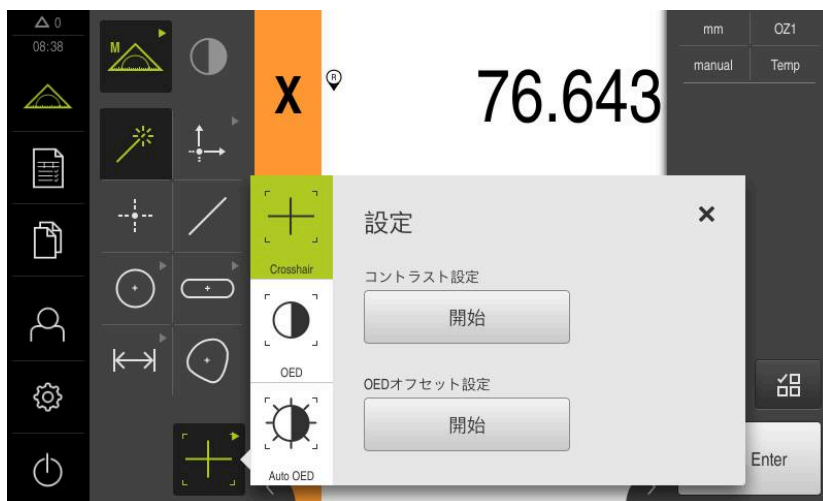 0
08:38
M
X
R
76.643
mm
OZ1
manual
Temp
Crosshair
設定
コントラスト設定
開始
OED
OEDオフセット設定
開始
Auto OED
Enter